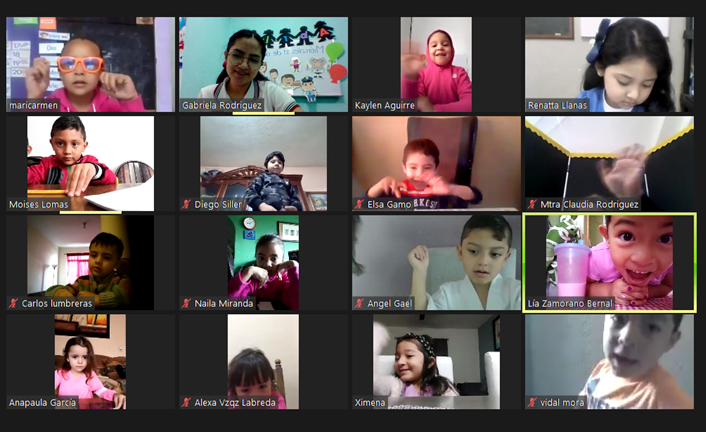 maricarmen
Gabriela Rodríguez
Kaylen Aguirre
Renatta Llanas
Moises Lomas
Diego Siller
Elsa Gamo
Mtra Claudia Rodriguez
Carlos lumbreras
Naila Miranda
Angel Gael
Lía Zamorano Bernal
Anapaula García
Alexa Vzqz Labreda
Ximena
vidal mora